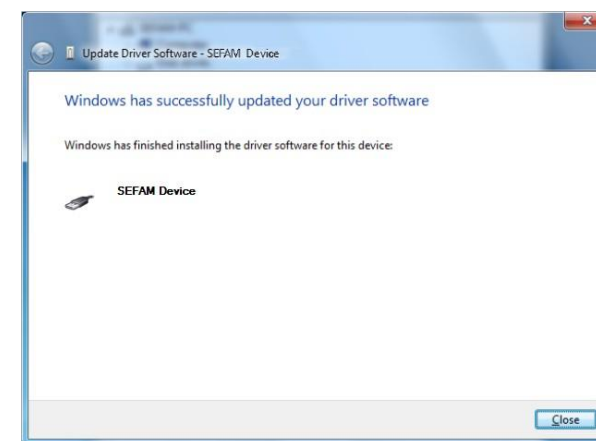 Update Driver Software - SEFAM Device
Windows has successfully updated your driver software
Windows has finished installing the driver software for this device:
SEFAM Device
Close